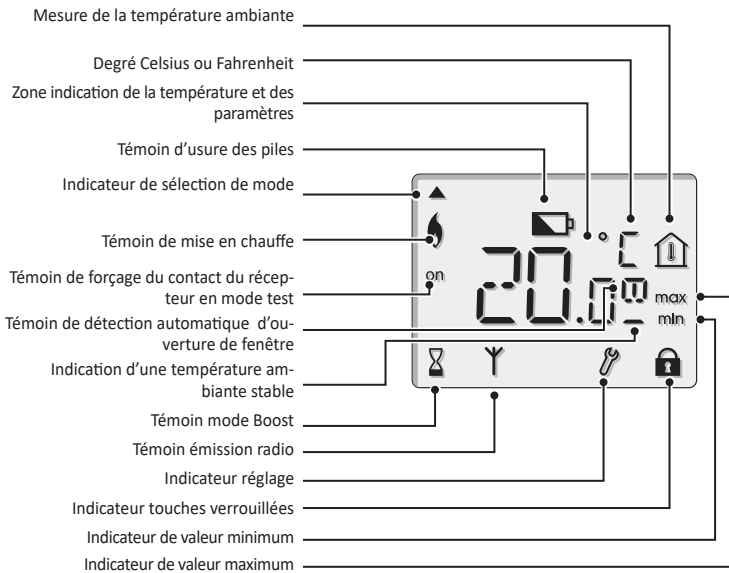 Mesure de la température ambiante
Degré Celsius ou Fahrenheit
Zone indication de la température et des
paramètres
Témoin d'usure des piles
Indicateur de sélection de mode
Témoin de mise en chauffe
Témoin de forçage du contact du récep-
teur en mode test
Témoin de détection automatique d'ou-
verture de fenêtre
Indication d'une température am-
biante stable
Témoin mode Boost
Témoin émission radio
Indicateur réglage
Indicateur touches verrouillées
Indicateur de valeur minimum
Indicateur de valeur maximum
° C
on
20.0
max
min